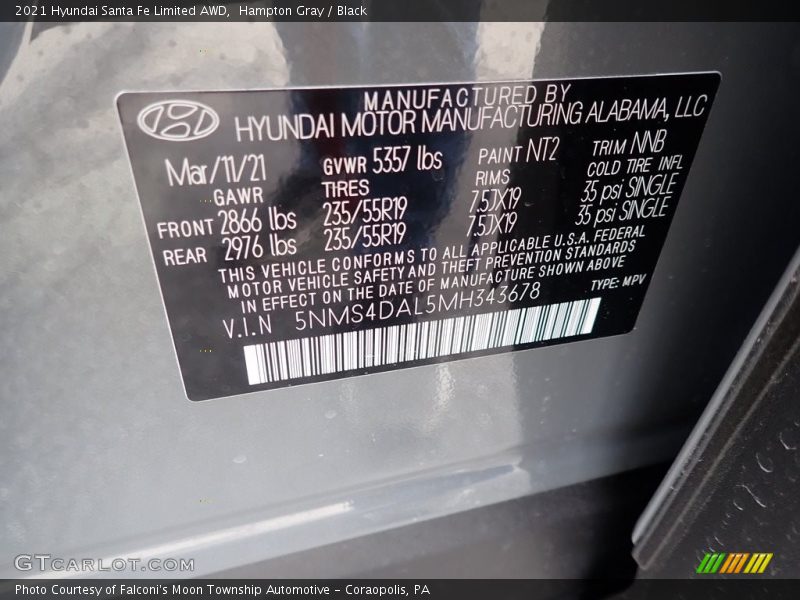 2021 Hyundai Santa Fe Limited AWD,  Hampton Gray / Black
MANUFACTURED BY
HYUNDAI MOTOR MANUFACTURING ALABAMA, LLC
Mar/11/21 GVWR 5357 lbs PAINT NT2 TRIM NNB
GAWR TIRES RIMS COLD TIRE INFL
FRONT 2866 lbs 235/55R19 7.5JX19 35 psi SINGLE
REAR 2976 lbs 235/55R19 7.5JX19 35 psi SINGLE
THIS VEHICLE CONFORMS TO ALL APPLICABLE U.S.A. FEDERAL
MOTOR VEHICLE SAFETY AND THEFT PREVENTION STANDARDS
IN EFFECT ON THE DATE OF MANUFACTURE SHOWN ABOVE
V.I.N 5NMS4DAL5MH343678 TYPE: MPV
GTCARLOT.COM
Photo Courtesy of Falconi's Moon Township Automotive – Coraopolis, PA